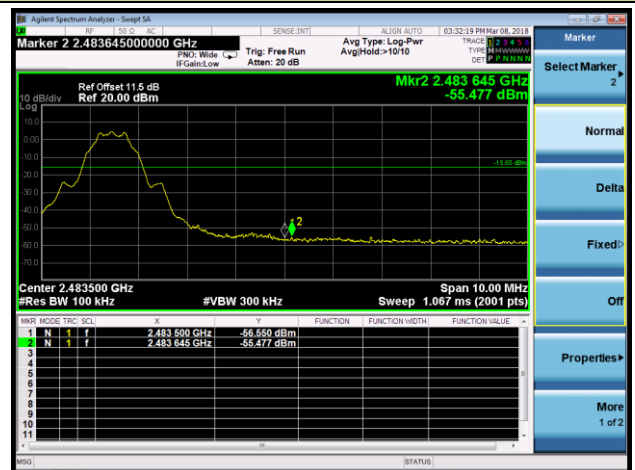 Agilent Spectrum Analyzer - Swept SA
RF 50 Ω AC SENSE:INT ALIGN AUTO 03:32:19 PM Mar 08, 2018
Marker 2 2.483645000000 GHz
PNO: Wide
IFGain:Low
Trig: Free Run
Atten: 20 dB
Avg Type: Log-Pwr
Avg|Hold:>10/10
TRACE 1 2 3 4 5 6
TYPE M M W W W W W
DET P P N N N N
Ref Offset 11.5 dB
10 dB/div Ref 20.00 dBm
Log
Mkr2 2.483 645 GHz
-55.477 dBm
10.0
0.00
-10.0
-20.0
-30.0
-40.0
-50.0
-60.0
-70.0
-15.65 dBm
1 2
Center 2.483500 GHz Span 10.00 MHz
#Res BW 100 kHz #VBW 300 kHz Sweep 1.067 ms (2001 pts)
MKR MODE TRC SCL X Y FUNCTION FUNCTION WIDTH FUNCTION VALUE
1 N 1 f 2.483 500 GHz -56.550 dBm
2 N 1 f 2.483 645 GHz -55.477 dBm
3
4
5
6
7
8
9
10
11
MSG STATUS
Marker
Select Marker
2
Normal
Delta
Fixed
Off
Properties
More
1 of 2